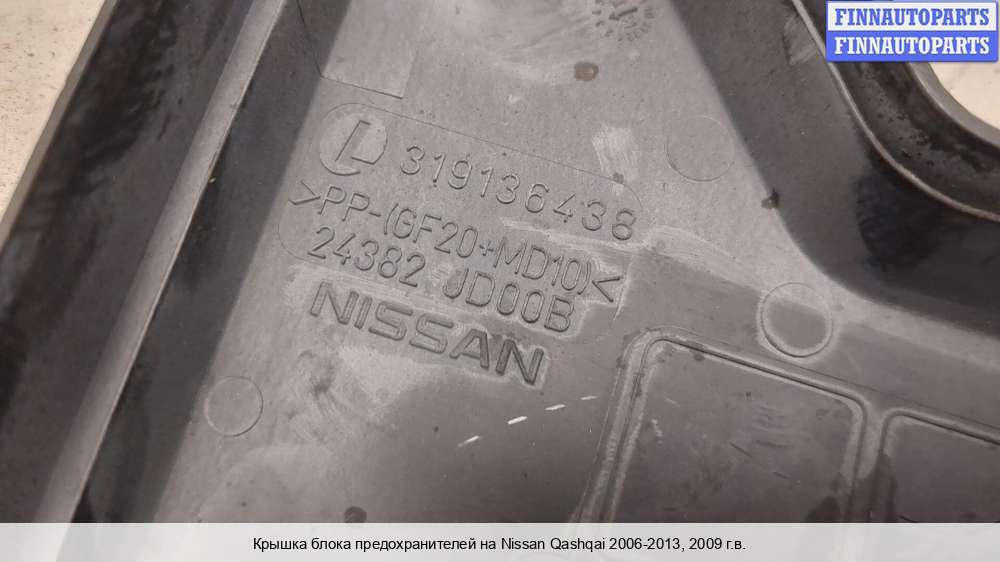 FINNAUTOPARTS
FINNAUTOPARTS
L 319136438
>PP-(GF20+MD10)<
24382 JD00B
NISSAN
Крышка блока предохранителей на Nissan Qashqai 2006-2013, 2009 г.в.